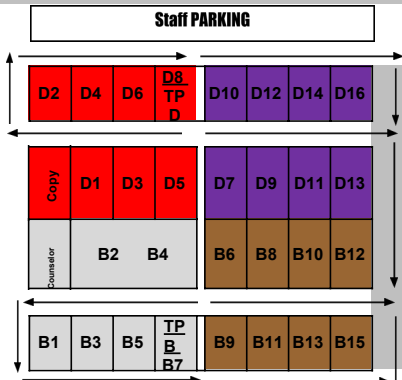 Staff PARKING
D2 D4 D6 D8 D10 D12 D14 D16
TP
D
Copy D1 D3 D5 D7 D9 D11 D13
Counselor B2 B4 B6 B8 B10 B12
B1 B3 B5 TP B9 B11 B13 B15
B
B7